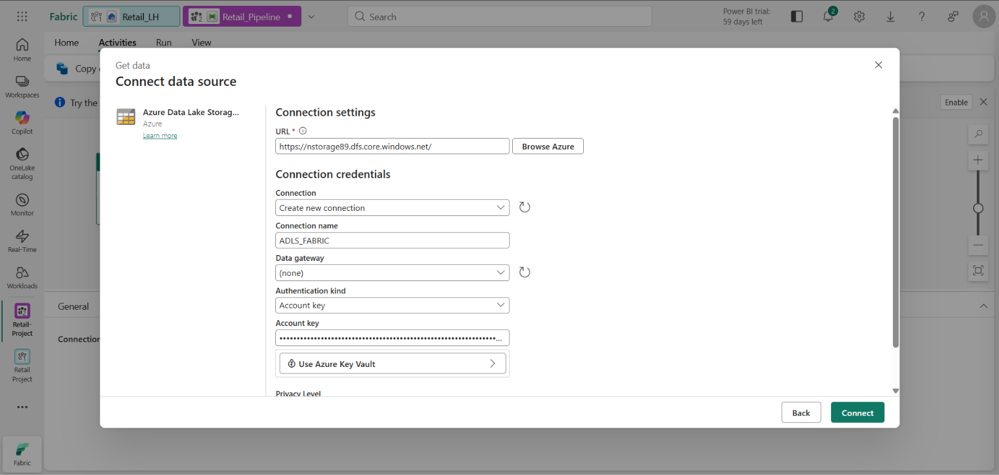 Fabric
Retail_LH
2
Retail_Pipeline
Search
Power BI trial:
59 days left
2
?
Home
Activities
Run
View
Home
Workspaces
Copilot
OneLake
catalog
Monitor
Real-Time
Workloads
2
Retail-
Project
Retail
Project
...
Fabric
Copy
Try the
Enable
General
Connection
Get data
Connect data source
Azure Data Lake Storag...
Azure
Learn more
Connection settings
URL *
https://nstorage89.dfs.core.windows.net/
Browse Azure
Connection credentials
Connection
Create new connection
Connection name
ADLS_FABRIC
Data gateway
(none)
Authentication kind
Account key
Account key
••••••••••••••••••••••••••••••••••••••••••••••••••••••••••••••••...
Use Azure Key Vault
Privacy Level
Back
Connect